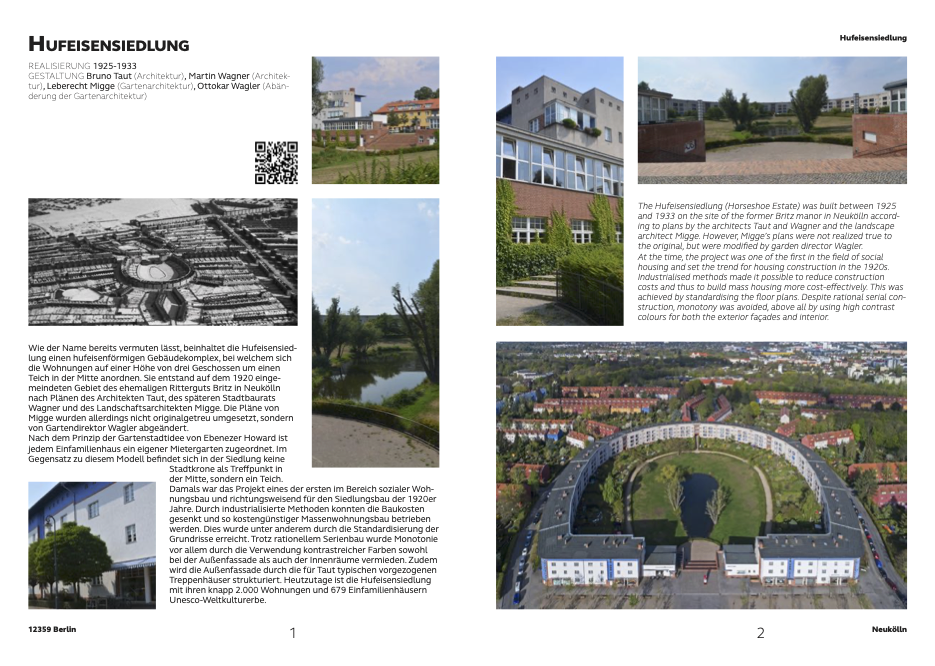 HUFEISENSIEDLUNG
REALISIERUNG 1925-1933
GESTALTUNG Bruno Taut (Architektur), Martin Wagner (Architek-
tur), Leberecht Migge (Gartenarchitektur), Ottokar Wagler (Abän-
derung der Gartenarchitektur)
Wie der Name bereits vermuten lässt, beinhaltet die Hufeisensied-
lung einen hufeisenförmigen Gebäudekomplex, bei welchem sich
die Wohnungen auf einer Höhe von drei Geschossen um einen
Teich in der Mitte anordnen. Sie entstand auf dem 1920 einge-
meindeten Gebiet des ehemaligen Ritterguts Britz in Neukölln
nach Plänen des Architekten Taut, des späteren Stadtbaurats
Wagner und des Landschaftsarchitekten Migge. Die Pläne von
Migge wurden allerdings nicht originalgetreu umgesetzt, sondern
von Gartendirektor Wagler abgeändert.
Nach dem Prinzip der Gartenstadtidee von Ebenezer Howard ist
jedem Einfamilienhaus ein eigener Mietergarten zugeordnet. Im
Gegensatz zu diesem Modell befindet sich in der Siedlung keine
Stadtkrone als Treffpunkt in
der Mitte, sondern ein Teich.
Damals war das Projekt eines der ersten im Bereich sozialer Woh-
nungsbau und richtungsweisend für den Siedlungsbau der 1920er
Jahre. Durch industrialisierte Methoden konnten die Baukosten
gesenkt und so kostengünstiger Massenwohnungsbau betrieben
werden. Dies wurde unter anderem durch die Standardisierung der
Grundrisse erreicht. Trotz rationellem Serienbau wurde Monotonie
vor allem durch die Verwendung kontrastreicher Farben sowohl
bei der Außenfassade als auch der Innenräume vermieden. Zudem
wird die Außenfassade durch die für Taut typischen vorgezogenen
Treppenhäuser strukturiert. Heutzutage ist die Hufeisensiedlung
mit ihren knapp 2.000 Wohnungen und 679 Einfamilienhäusern
Unesco-Weltkulturerbe.
12359 Berlin
1
Hufeisensiedlung
The Hufeisensiedlung (Horseshoe Estate) was built between 1925
and 1933 on the site of the former Britz manor in Neukölln accord-
ing to plans by the architects Taut and Wagner and the landscape
architect Migge. However, Migge's plans were not realized true to
the original, but were modified by garden director Wagler.
At the time, the project was one of the first in the field of social
housing and set the trend for housing construction in the 1920s.
Industrialised methods made it possible to reduce construction
costs and thus to build mass housing more cost-effectively. This was
achieved by standardising the floor plans. Despite rational serial con-
struction, monotony was avoided, above all by using high contrast
colours for both the exterior façades and interior.
2
Neukölln